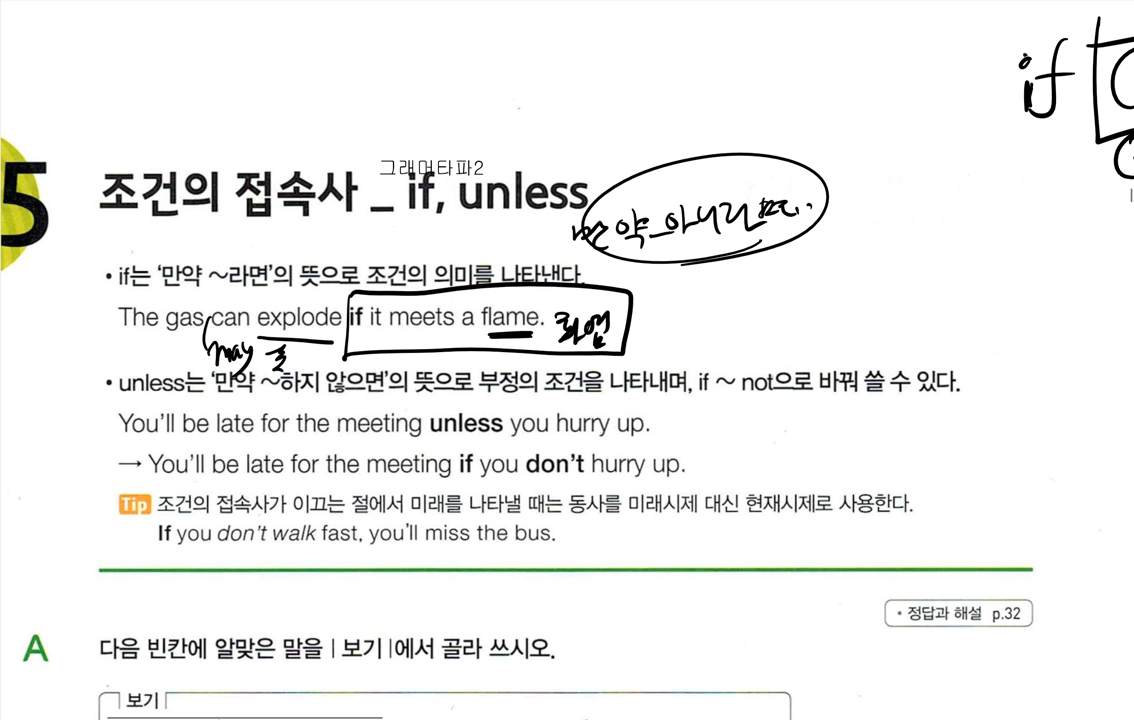 if
그래머타파2
5
조건의 접속사 _ if, unless
만약_아니라면..
• if는 ‘만약 ～라면’의 뜻으로 조건의 의미를 나타낸다.
The gas can explode if it meets a flame.
may
• unless는 ‘만약 ～하지 않으면’의 뜻으로 부정의 조건을 나타내며, if ～ not으로 바꿔 쓸 수 있다.
You’ll be late for the meeting unless you hurry up.
→ You’ll be late for the meeting if you don’t hurry up.
Tip 조건의 접속사가 이끄는 절에서 미래를 나타낼 때는 동사를 미래시제 대신 현재시제로 사용한다.
If you don’t walk fast, you’ll miss the bus.
• 정답과 해설 p.32
A 다음 빈칸에 알맞은 말을 | 보기 |에서 골라 쓰시오.
보기